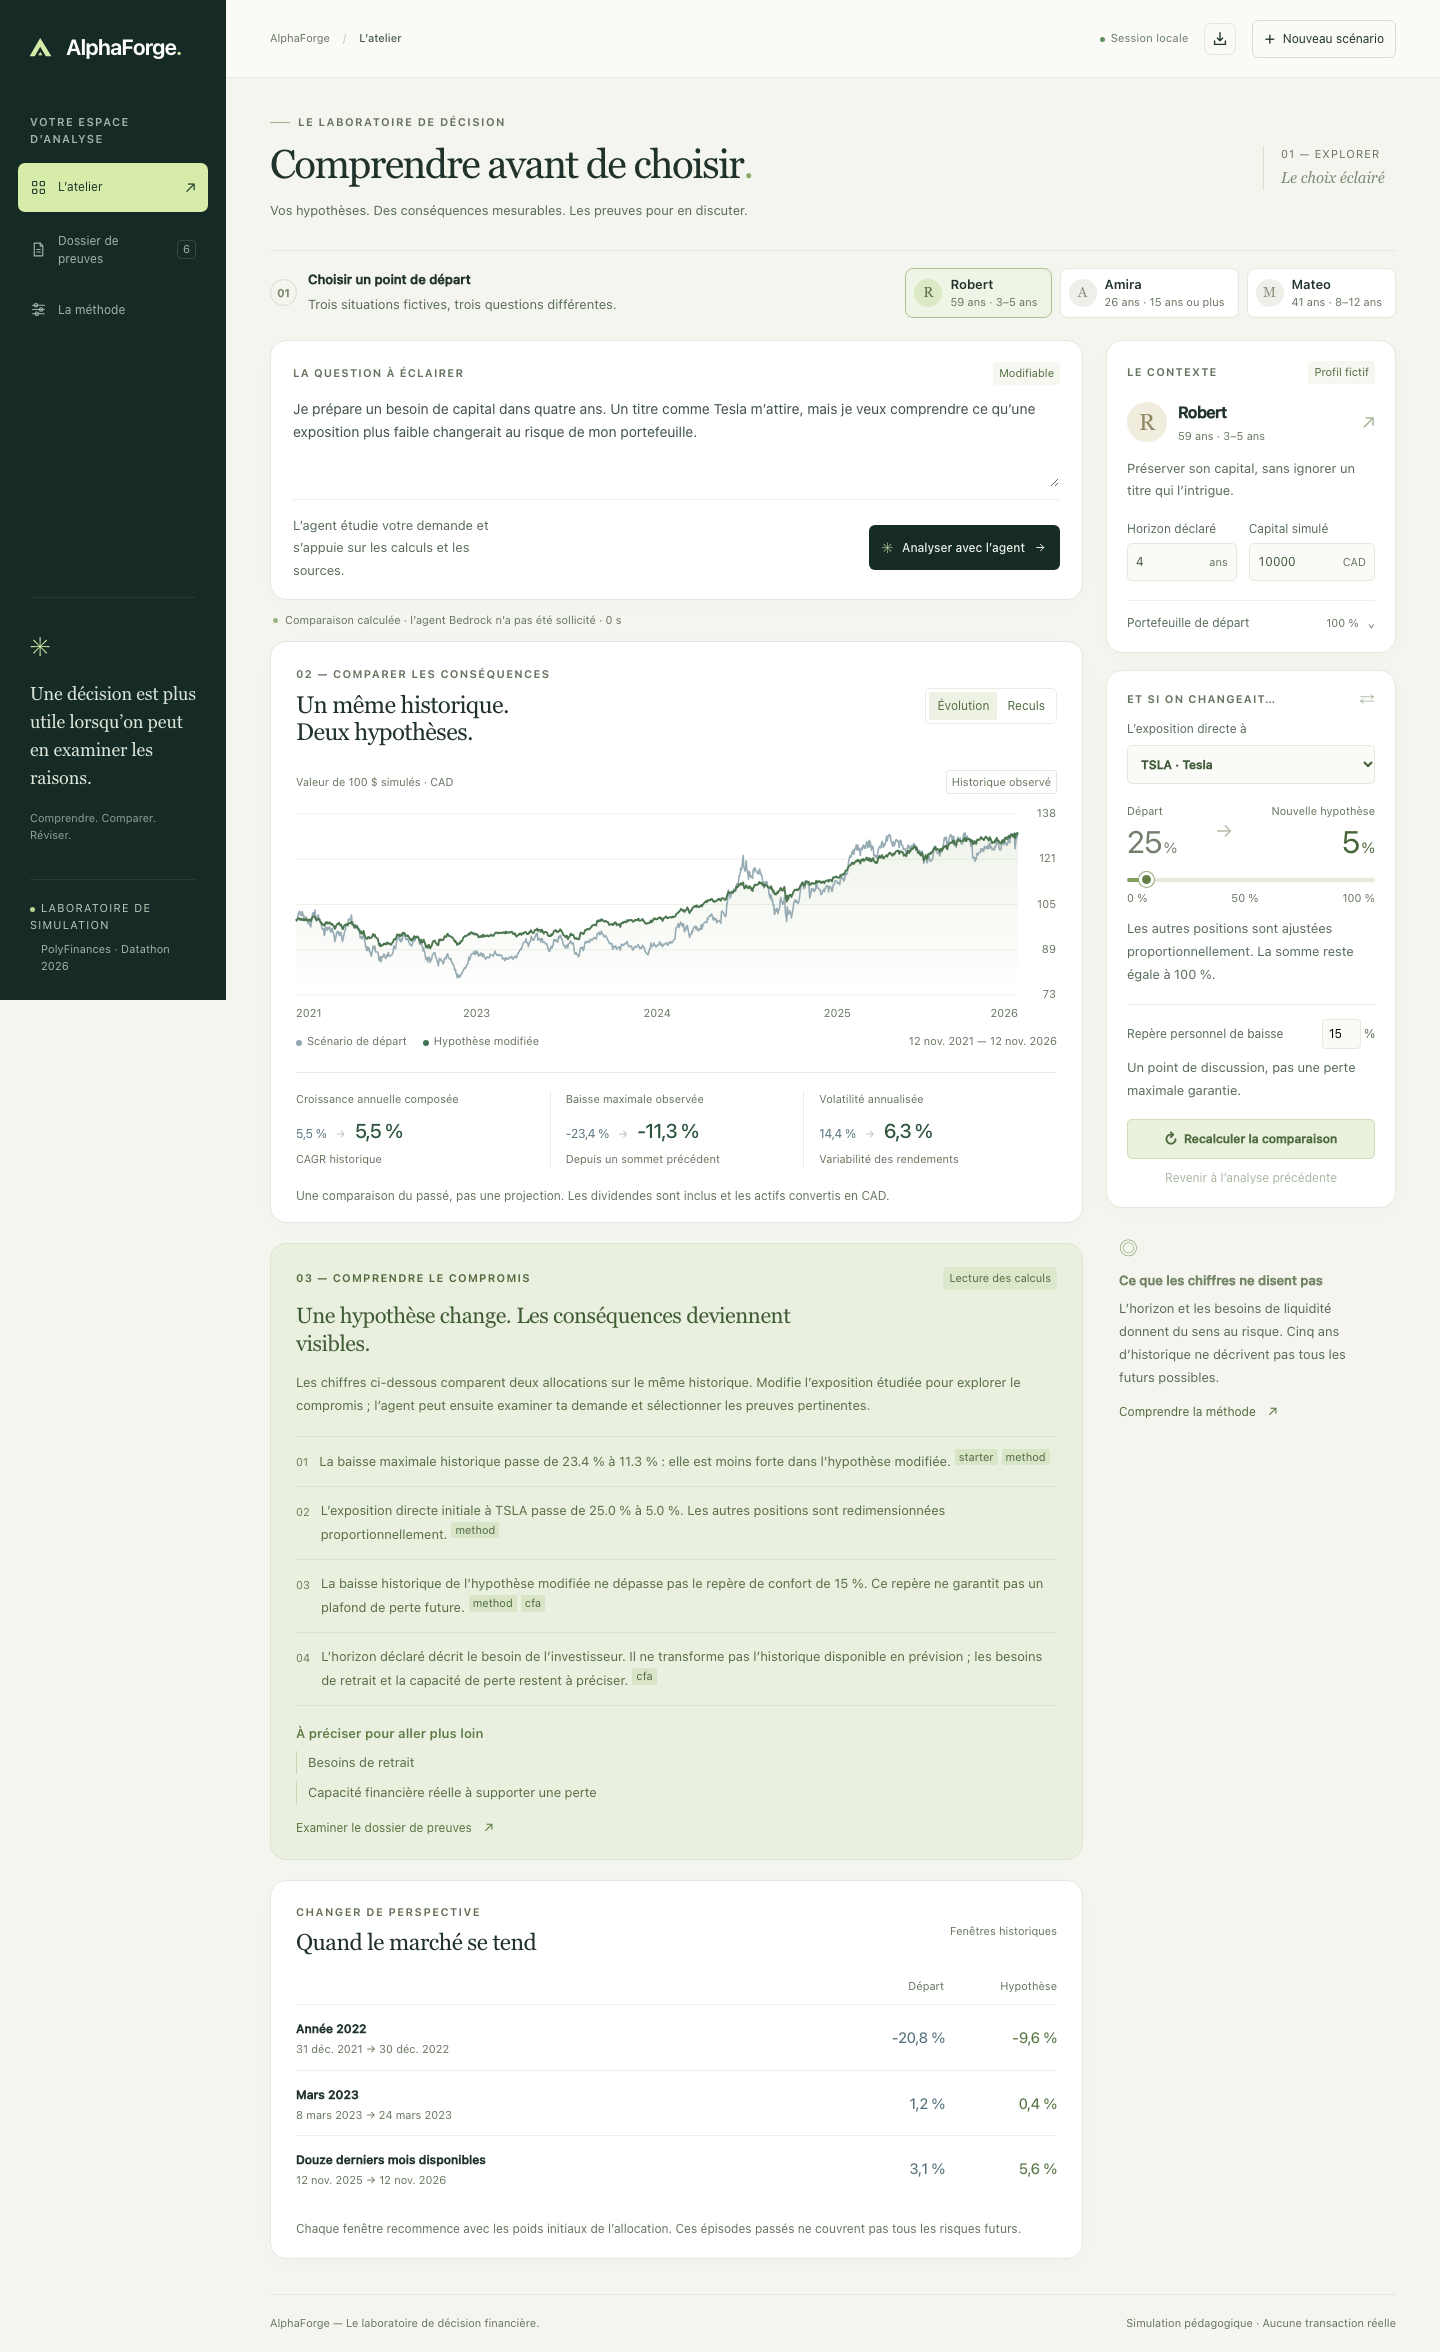 AlphaForge.
VOTRE ESPACE
D'ANALYSE
L'atelier
Dossier de
preuves
6
La méthode
Une décision est plus
utile lorsqu'on peut
en examiner les
raisons.
Comprendre. Comparer.
Réviser.
LABORATOIRE DE
SIMULATION
PolyFinances · Datathon
2026
AlphaForge / L'atelier
Session locale
Nouveau scénario
LE LABORATOIRE DE DÉCISION
Comprendre avant de choisir.
Vos hypothèses. Des conséquences mesurables. Les preuves pour en discuter.
01 — EXPLORER
Le choix éclairé
01
Choisir un point de départ
Trois situations fictives, trois questions différentes.
R
Robert
59 ans · 3–5 ans
A
Amira
26 ans · 15 ans ou plus
M
Mateo
41 ans · 8–12 ans
LA QUESTION À ÉCLAIRER
Modifiable
Je prépare un besoin de capital dans quatre ans. Un titre comme Tesla m'attire, mais je veux comprendre ce qu'une
exposition plus faible changerait au risque de mon portefeuille.
L'agent étudie votre demande et
s'appuie sur les calculs et les
sources.
Analyser avec l'agent →
Comparaison calculée · l'agent Bedrock n'a pas été sollicité · 0 s
02 — COMPARER LES CONSÉQUENCES
Un même historique.
Deux hypothèses.
Évolution
Reculs
Valeur de 100 $ simulés · CAD
Historique observé
138
121
105
89
73
2021
2023
2024
2025
2026
Scénario de départ
Hypothèse modifiée
12 nov. 2021 — 12 nov. 2026
Croissance annuelle composée
5,5 % → 5,5 %
CAGR historique
Baisse maximale observée
-23,4 % → -11,3 %
Depuis un sommet précédent
Volatilité annualisée
14,4 % → 6,3 %
Variabilité des rendements
Une comparaison du passé, pas une projection. Les dividendes sont inclus et les actifs convertis en CAD.
03 — COMPRENDRE LE COMPROMIS
Lecture des calculs
Une hypothèse change. Les conséquences deviennent
visibles.
Les chiffres ci-dessous comparent deux allocations sur le même historique. Modifie l'exposition étudiée pour explorer le
compromis ; l'agent peut ensuite examiner ta demande et sélectionner les preuves pertinentes.
01 La baisse maximale historique passe de 23.4 % à 11.3 % : elle est moins forte dans l'hypothèse modifiée. starter method
02 L'exposition directe initiale à TSLA passe de 25.0 % à 5.0 %. Les autres positions sont redimensionnées
proportionnellement. method
03 La baisse historique de l'hypothèse modifiée ne dépasse pas le repère de confort de 15 %. Ce repère ne garantit pas un
plafond de perte future. method cfa
04 L'horizon déclaré décrit le besoin de l'investisseur. Il ne transforme pas l'historique disponible en prévision ; les besoins
de retrait et la capacité de perte restent à préciser. cfa
À préciser pour aller plus loin
Besoins de retrait
Capacité financière réelle à supporter une perte
Examiner le dossier de preuves
CHANGER DE PERSPECTIVE
Quand le marché se tend
Fenêtres historiques
Départ
Hypothèse
Année 2022
31 déc. 2021 → 30 déc. 2022
-20,8 %
-9,6 %
Mars 2023
8 mars 2023 → 24 mars 2023
1,2 %
0,4 %
Douze derniers mois disponibles
12 nov. 2025 → 12 nov. 2026
3,1 %
5,6 %
Chaque fenêtre recommence avec les poids initiaux de l'allocation. Ces épisodes passés ne couvrent pas tous les risques futurs.
LE CONTEXTE
Profil fictif
R
Robert
59 ans · 3–5 ans
Préserver son capital, sans ignorer un
titre qui l'intrigue.
Horizon déclaré
4 ans
Capital simulé
10000 CAD
Portefeuille de départ
100 %
ET SI ON CHANGEAIT…
L'exposition directe à
TSLA · Tesla
Départ
25%
→
Nouvelle hypothèse
5%
0 %
50 %
100 %
Les autres positions sont ajustées
proportionnellement. La somme reste
égale à 100 %.
Repère personnel de baisse
15 %
Un point de discussion, pas une perte
maximale garantie.
Recalculer la comparaison
Revenir à l'analyse précédente
Ce que les chiffres ne disent pas
L'horizon et les besoins de liquidité
donnent du sens au risque. Cinq ans
d'historique ne décrivent pas tous les
futurs possibles.
Comprendre la méthode
AlphaForge — Le laboratoire de décision financière.
Simulation pédagogique · Aucune transaction réelle